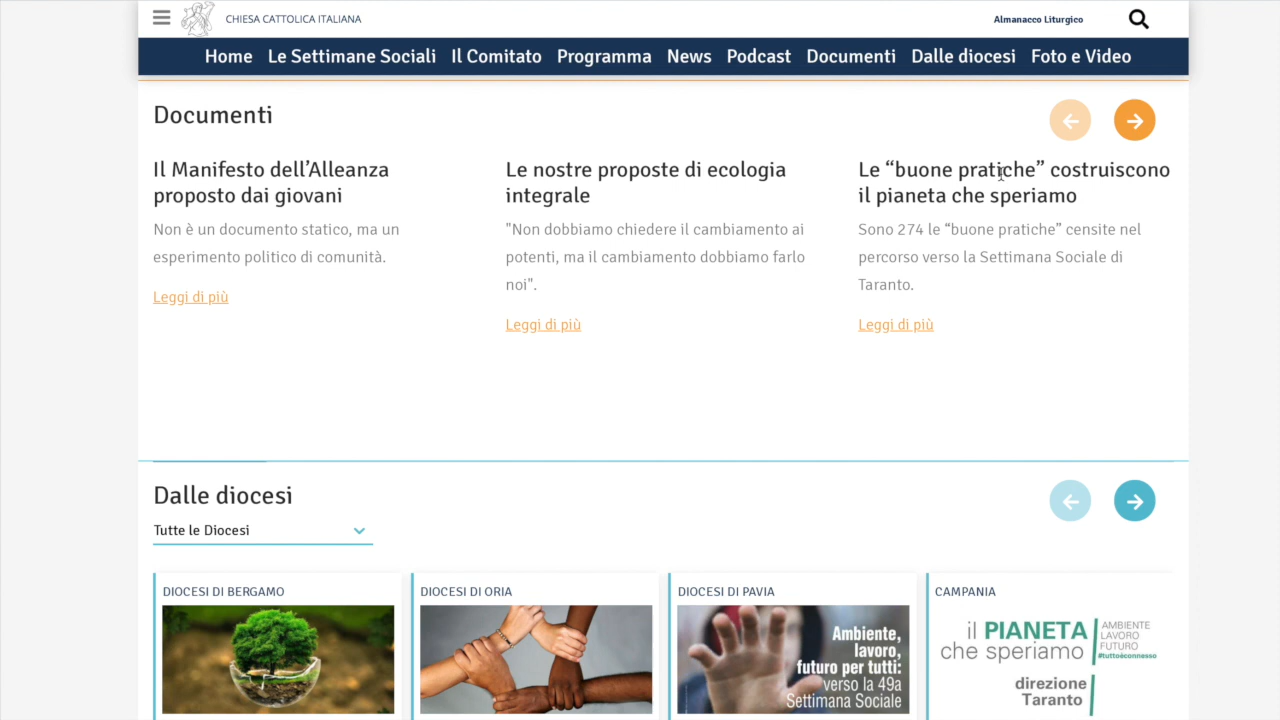 CHIESA CATTOLICA ITALIANA
Almanacco Liturgico
Home Le Settimane Sociali Il Comitato Programma News Podcast Documenti Dalle diocesi Foto e Video
Documenti
Il Manifesto dell’Alleanza
proposto dai giovani
Non è un documento statico, ma un
esperimento politico di comunità.
Leggi di più
Le nostre proposte di ecologia
integrale
"Non dobbiamo chiedere il cambiamento ai
potenti, ma il cambiamento dobbiamo farlo
noi".
Leggi di più
Le “buone pratiche” costruiscono
il pianeta che speriamo
Sono 274 le “buone pratiche” censite nel
percorso verso la Settimana Sociale di
Taranto.
Leggi di più
Dalle diocesi
Tutte le Diocesi
DIOCESI DI BERGAMO
DIOCESI DI ORIA
DIOCESI DI PAVIA
Ambiente,
lavoro,
futuro per tutti:
verso la 49a
Settimana Sociale
CAMPANIA
il PIANETA
che speriamo
AMBIENTE
LAVORO
FUTURO
#tuttoèconnesso
direzione
Taranto